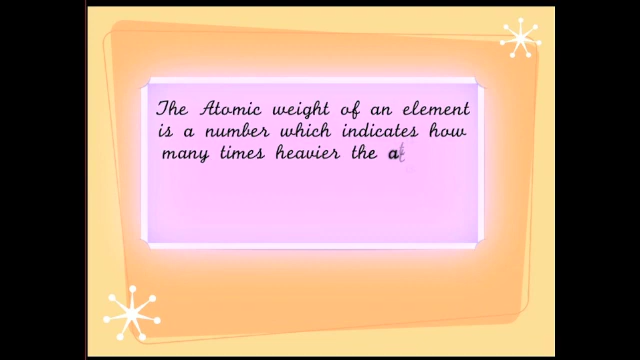 The Atomic weight of an element
is a number which indicates how
many times heavier the